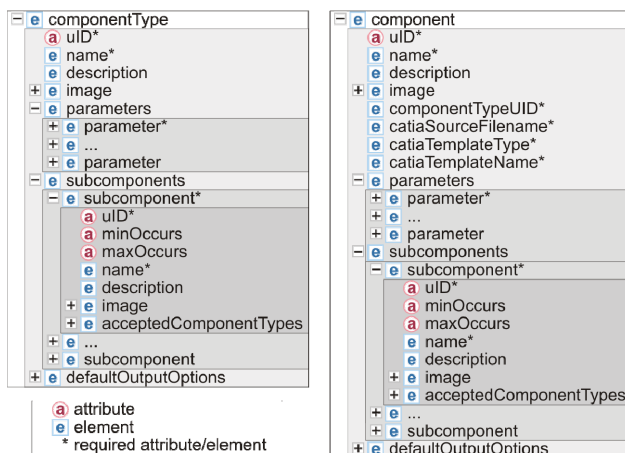 componentType
a uID*
e name*
e description
e image
e parameters
e parameter*
e ...
e parameter
e subcomponents
e subcomponent*
a uID*
a minOccurs
a maxOccurs
e name*
e description
e image
e acceptedComponentTypes
e ...
e subcomponent
e defaultOutputOptions
a attribute
e element
* required attribute/element
e component
a uID*
e name*
e description
e image
e componentTypeUID*
e catiaSourceFilename*
e catiaTemplateType*
e catiaTemplateName*
e parameters
e parameter*
e ...
e parameter
e subcomponents
e subcomponent*
a uID*
a minOccurs
a maxOccurs
e name*
e description
e image
e acceptedComponentTypes
e ...
e subcomponent
e defaultOutputOptions